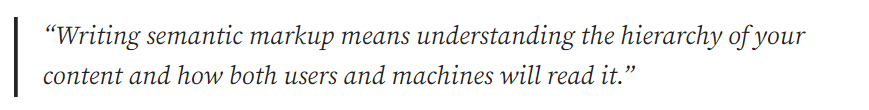 “Writing semantic markup means understanding the hierarchy of your
content and how both users and machines will read it.”